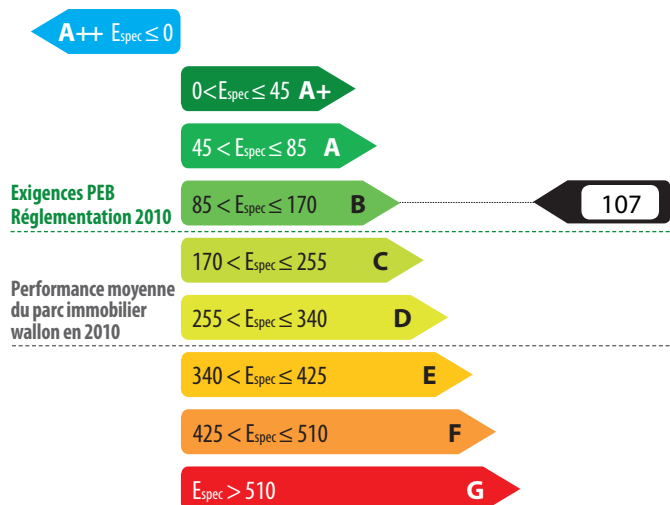 A++ Espec ≤ 0
0<Espec ≤ 45 A+
45 < Espec ≤ 85 A
Exigences PEB
Réglementation 2010
85 < Espec ≤ 170 B
107
170 < Espec ≤ 255 C
Performance moyenne
du parc immobilier
wallon en 2010
255 < Espec ≤ 340 D
340 < Espec ≤ 425 E
425 < Espec ≤ 510 F
Espec > 510 G